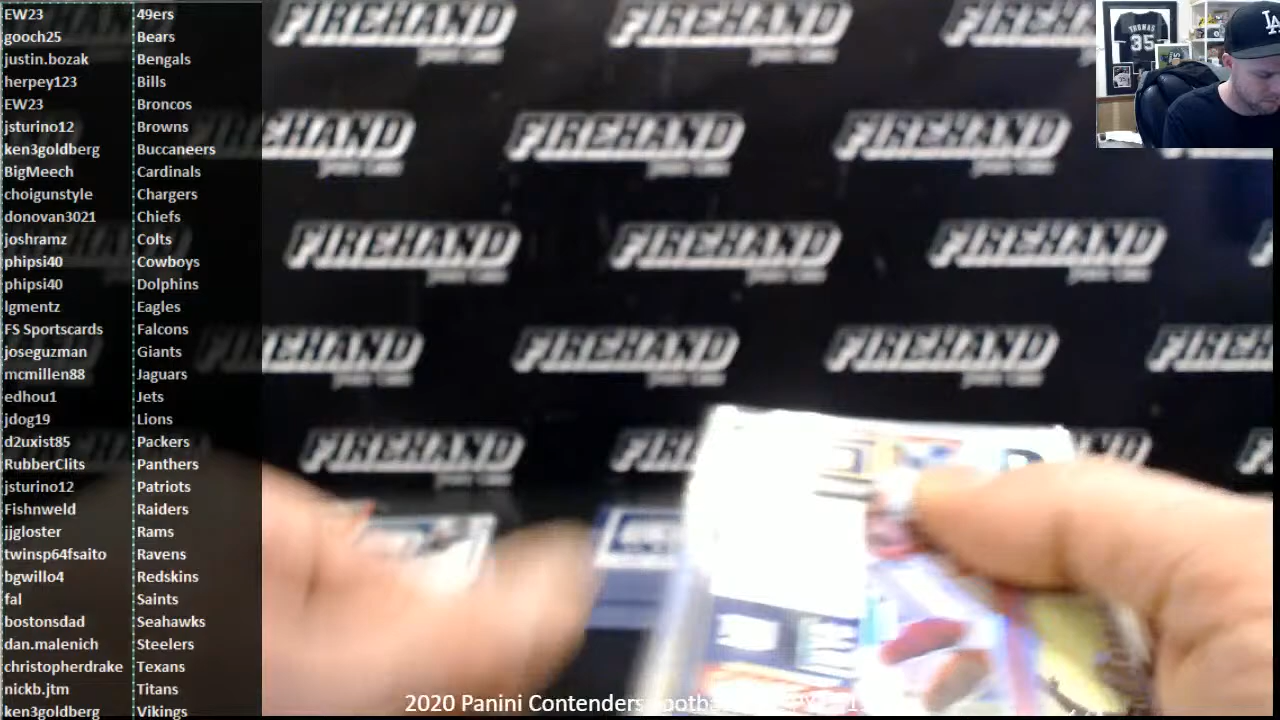 EW23 49ers
gooch25 Bears
justin.bozak Bengals
herpey123 Bills
EW23 Broncos
jsturino12 Browns
ken3goldberg Buccaneers
BigMeech Cardinals
choigunstyle Chargers
donovan3021 Chiefs
joshramz Colts
phipsi40 Cowboys
phipsi40 Dolphins
lgmentz Eagles
FS Sportscards Falcons
joseguzman Giants
mcmillen88 Jaguars
edhou1 Jets
jdog19 Lions
d2uxist85 Packers
RubberClits Panthers
jsturino12 Patriots
Fishnweld Raiders
jjgloster Rams
twinsp64fsaito Ravens
bgwillo4 Redskins
fal Saints
bostonsdad Seahawks
dan.malenich Steelers
christopherdrake Texans
nickb.jtm Titans
ken3goldberg Vikings
FIREHAND FIREHAND FIREHAND
FIREHAND FIREHAND FIREHAND
FIREHAND FIREHAND FIREHAND
FIREHAND FIREHAND FIREHAND FIREHAND
FIREHAND
THOMAS
35
LA
2020 Panini Contenders